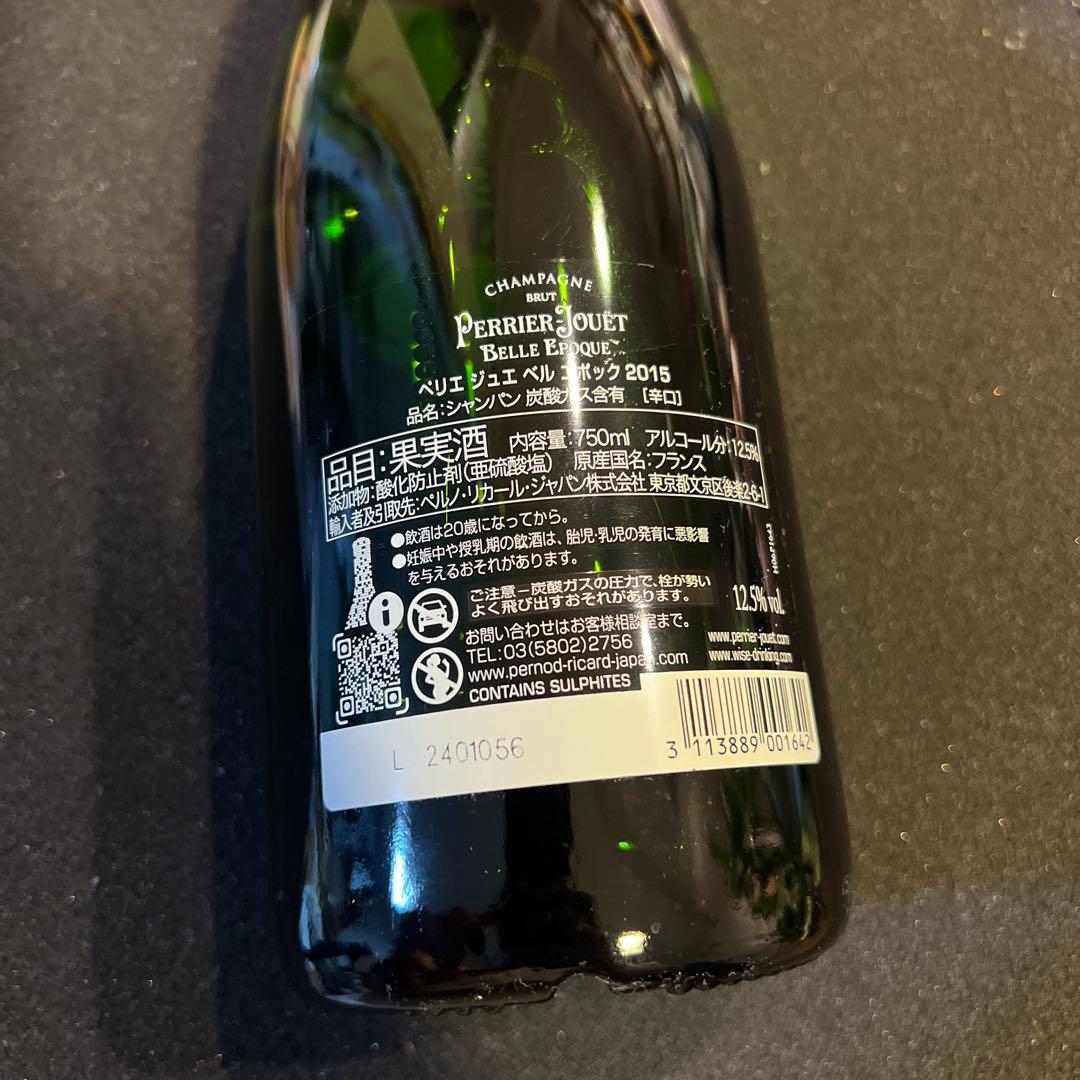 CHAMPAGNE
BRUT
PERRIER-JOUËT
BELLE EPOQUE
ペリエ ジュエ ベル エポック 2015
品名:シャンパン 炭酸ガス含有 [辛口]
品目:果実酒 内容量:750ml アルコール分:12.5%
添加物:酸化防止剤(亜硫酸塩) 原産国名:フランス
輸入者及引取先:ペルノ・リカール・ジャパン株式会社 東京都文京区後楽2-6-1
●飲酒は20歳になってから。
●妊娠中や授乳期の飲酒は、胎児・乳児の発育に悪影響
を与えるおそれがあります。
ご注意-炭酸ガスの圧力で、栓が勢い
よく飛び出すおそれがあります。
お問い合わせはお客様相談室まで。
TEL:03(5802)2756
www.pernod-ricard-japan.com
CONTAINS SULPHITES
12.5% vol.
www.perrier-jouet.com
www.wise-drinking.com
L 2401056
3 113889 001642